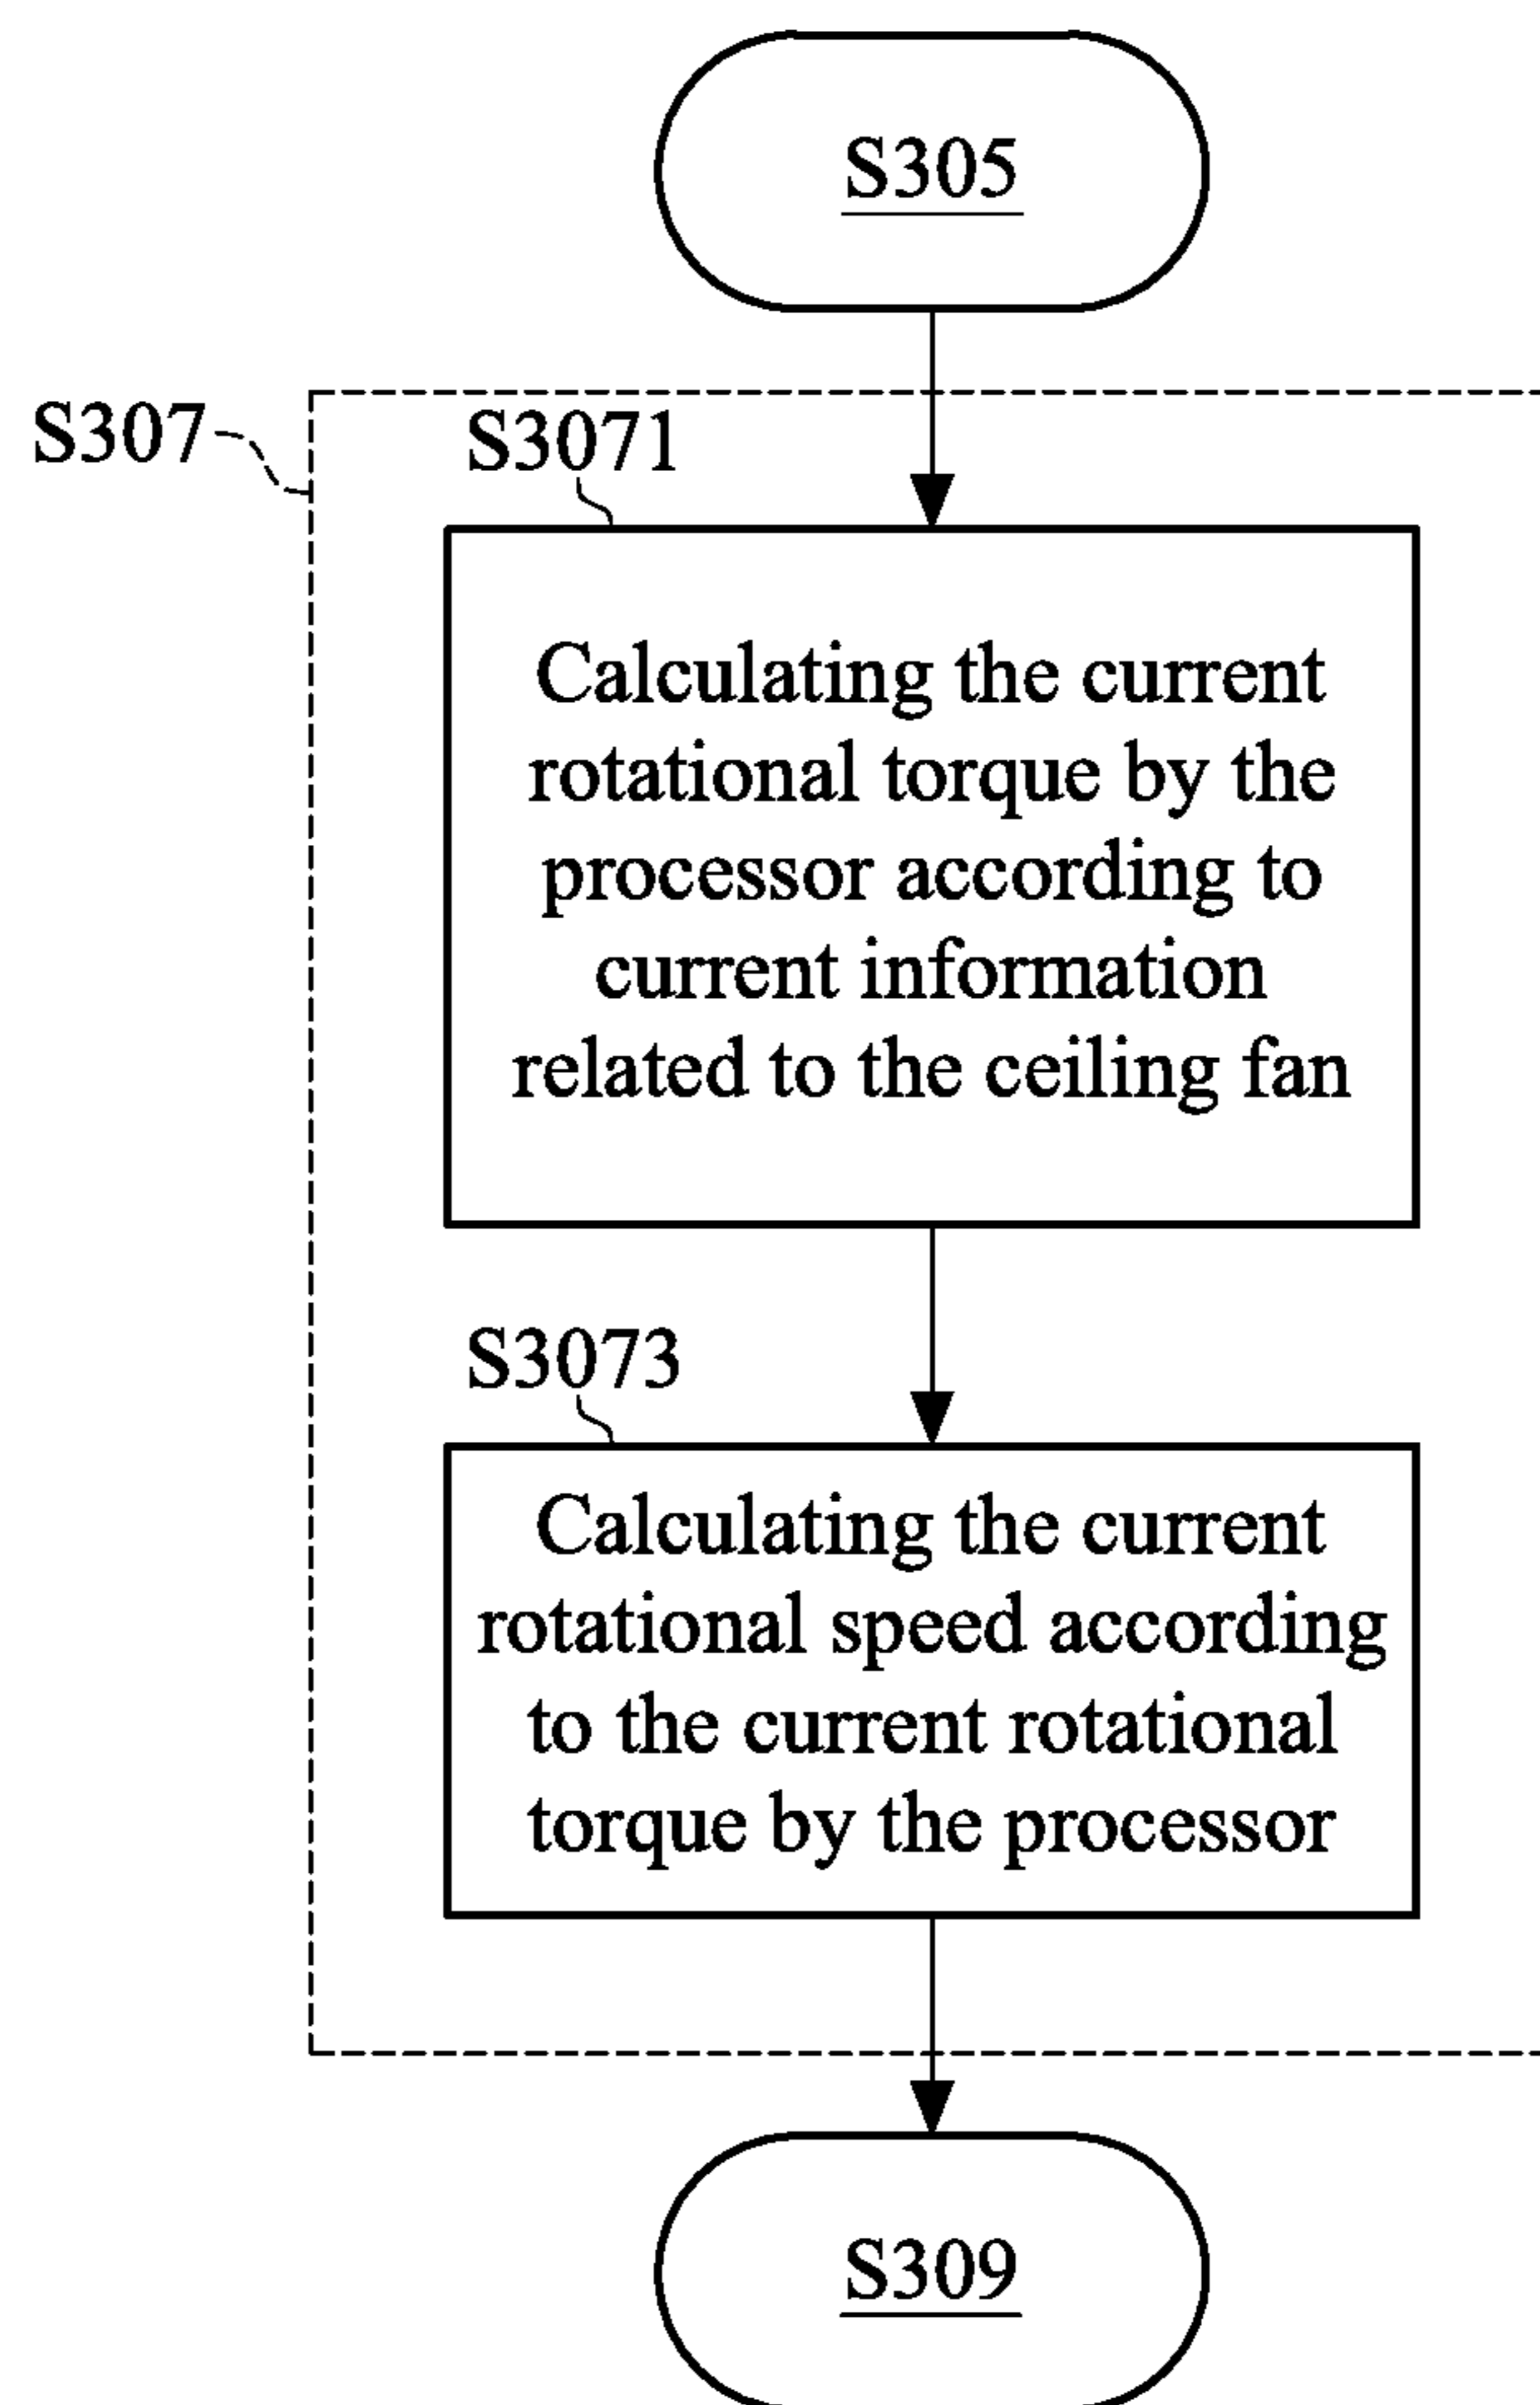 S305
S307
S3071
Calculating the current
rotational torque by the
processor according to
current information
related to the ceiling fan
S3073
Calculating the current
rotational speed according
to the current rotational
torque by the processor
S309